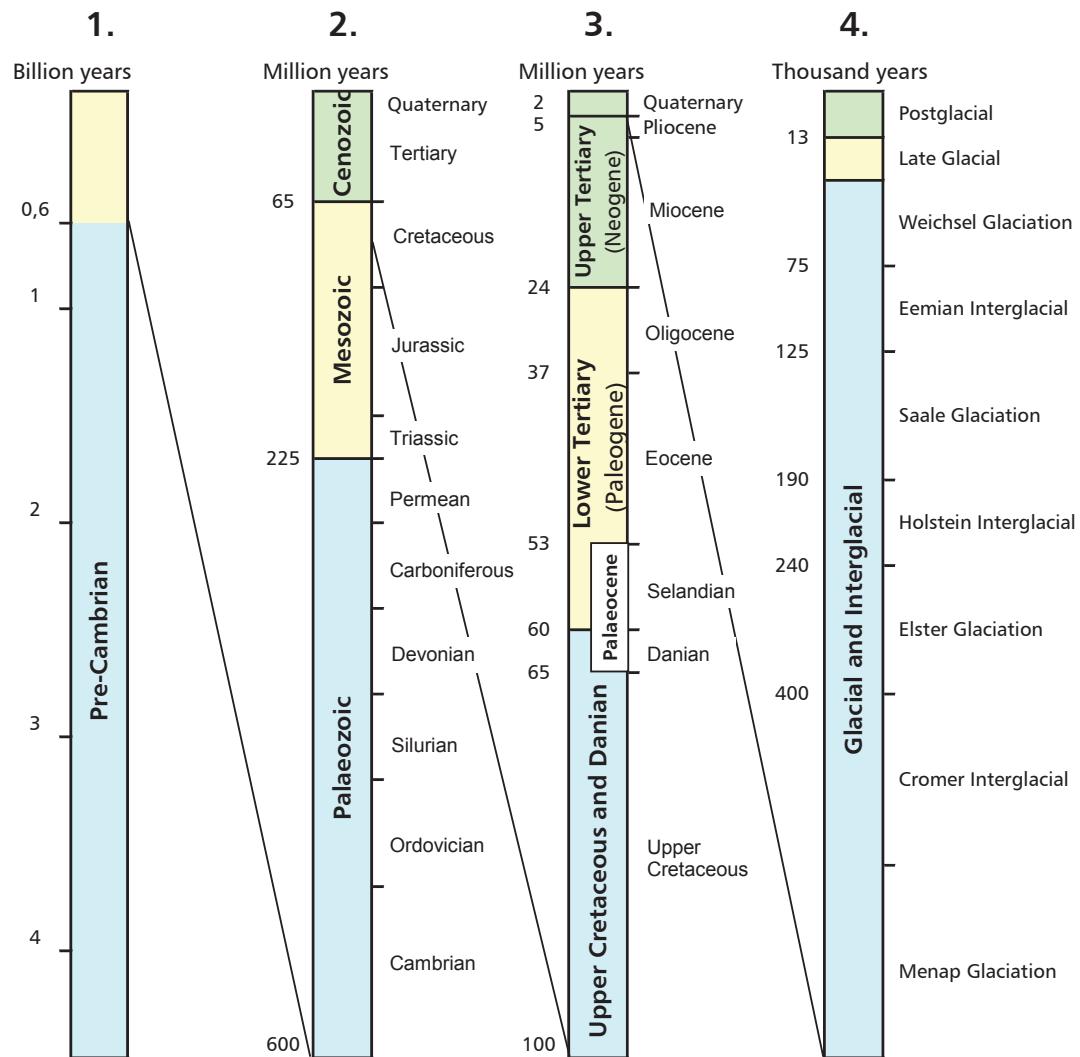 1.
Billion years
0,6
1
2
3
4
Pre-Cambrian
2.
Million years
65
225
600
Cenozoic
Mesozoic
Palaeozoic
Quaternary
Tertiary
Cretaceous
Jurassic
Triassic
Permean
Carboniferous
Devonian
Silurian
Ordovician
Cambrian
3.
Million years
2
5
24
37
53
60
65
100
Upper Tertiary
(Neogene)
Lower Tertiary
(Paleogene)
Palaeocene
Upper Cretaceous and Danian
Quaternary
Pliocene
Miocene
Oligocene
Eocene
Selandian
Danian
Upper
Cretaceous
4.
Thousand years
13
75
125
190
240
400
Glacial and Interglacial
Postglacial
Late Glacial
Weichsel Glaciation
Eemian Interglacial
Saale Glaciation
Holstein Interglacial
Elster Glaciation
Cromer Interglacial
Menap Glaciation